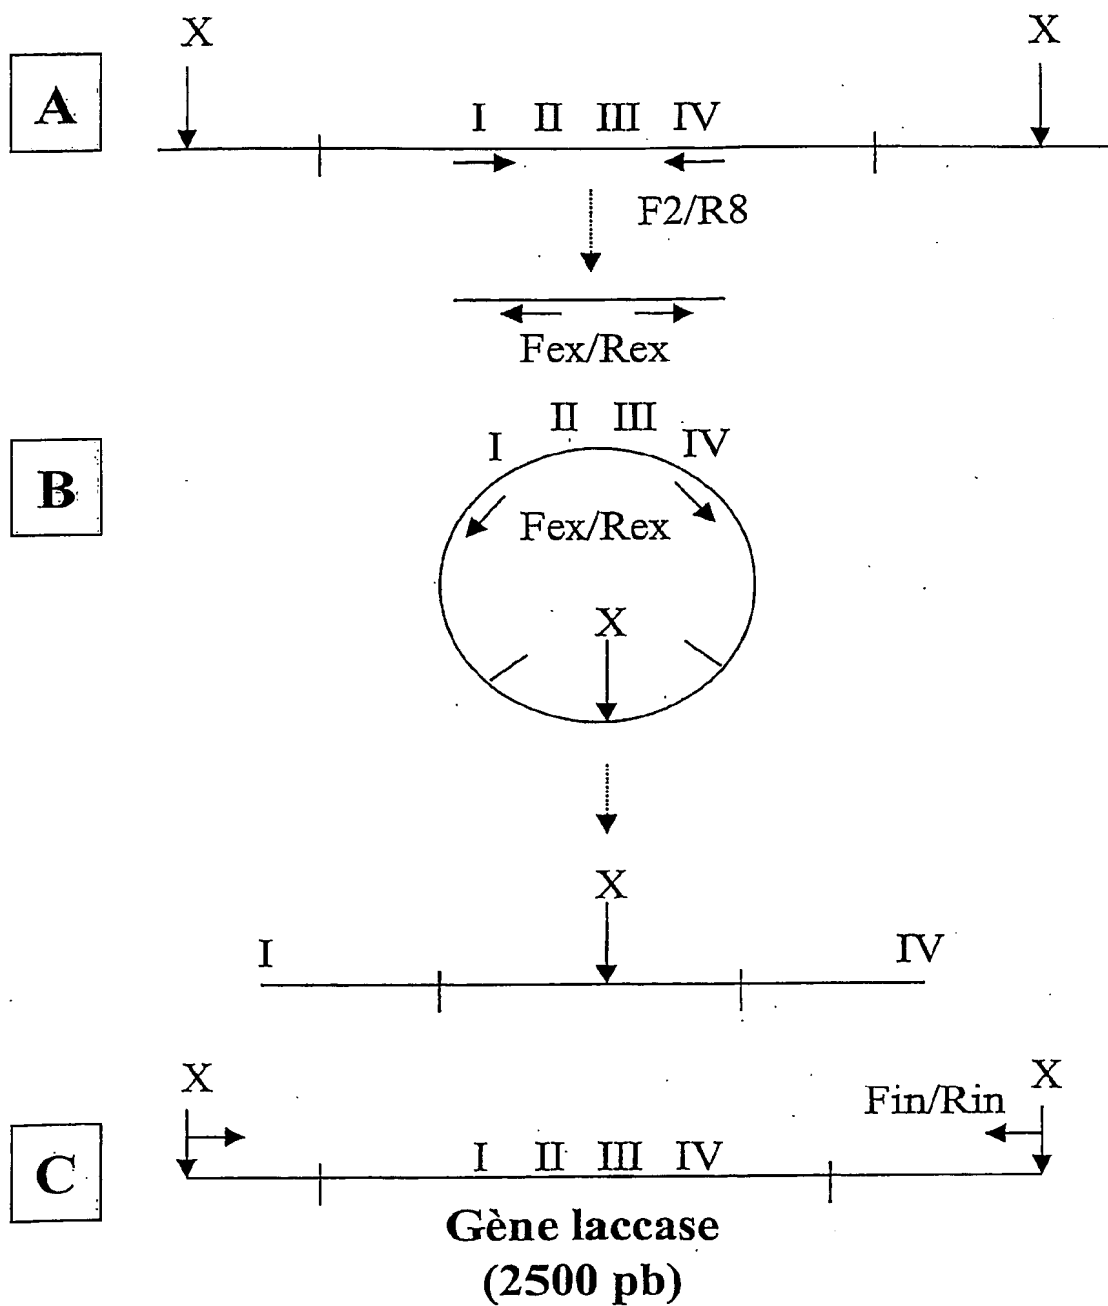 X X
A
I II III IV
F2/R8
Fex/Rex
II III
I IV
B
Fex/Rex
X
X
I IV
X X
Fin/Rin
C
I II III IV
Gène laccase
(2500 pb)